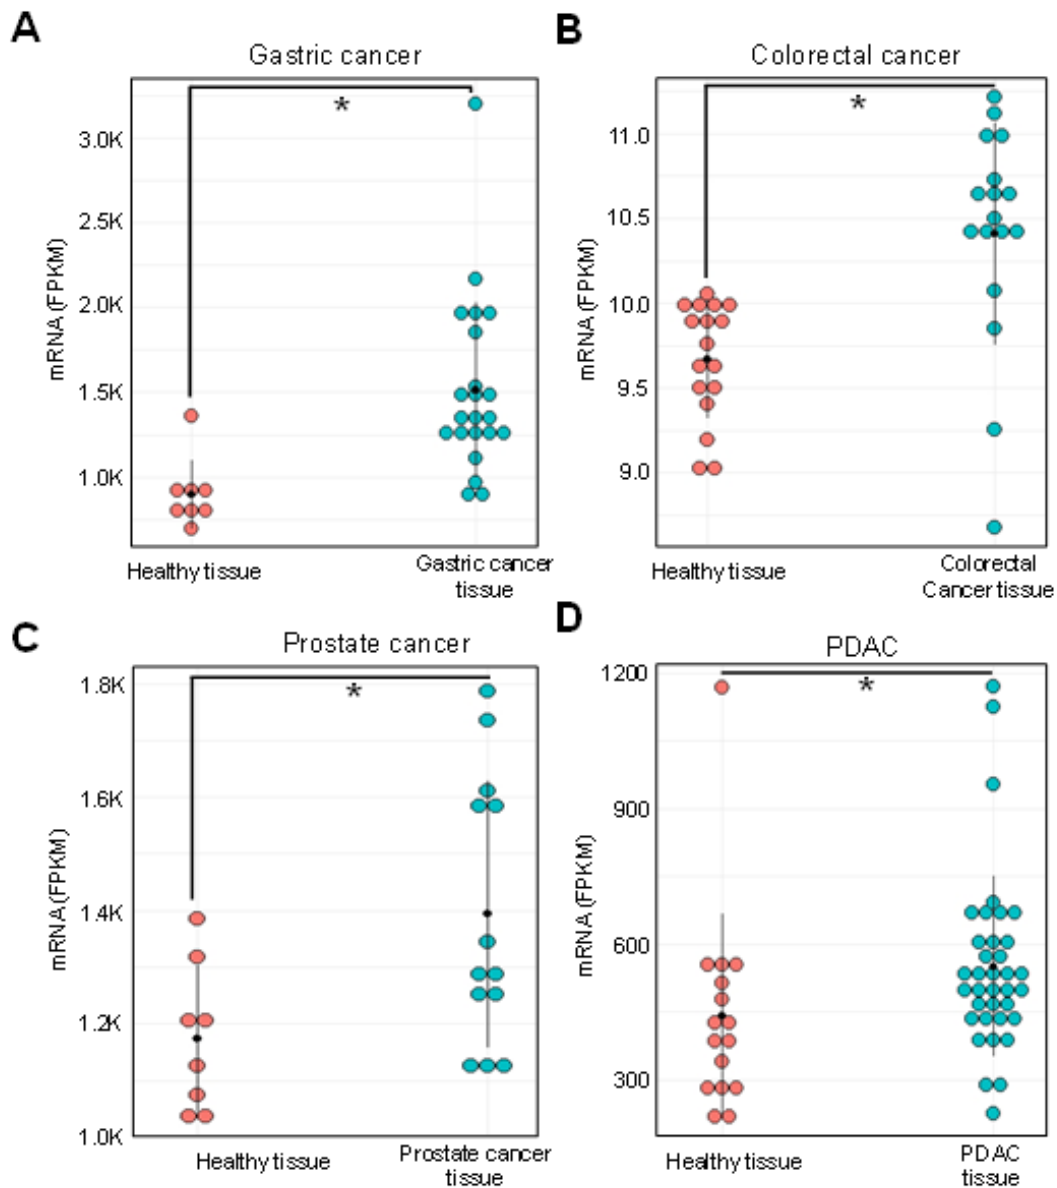 A
Gastric cancer
mRNA (FPKM)
3.0K
2.5K
2.0K
1.5K
1.0K
*
Healthy tissue
Gastric cancer
tissue
B
Colorectal cancer
mRNA (FPKM)
11.0
10.5
10.0
9.5
9.0
*
Healthy tissue
Colorectal
Cancer tissue
C
Prostate cancer
mRNA (FPKM)
1.8K
1.6K
1.4K
1.2K
1.0K
*
Healthy tissue
Prostate cancer
tissue
D
PDAC
mRNA (FPKM)
1200
900
600
300
*
Healthy tissue
PDAC
tissue